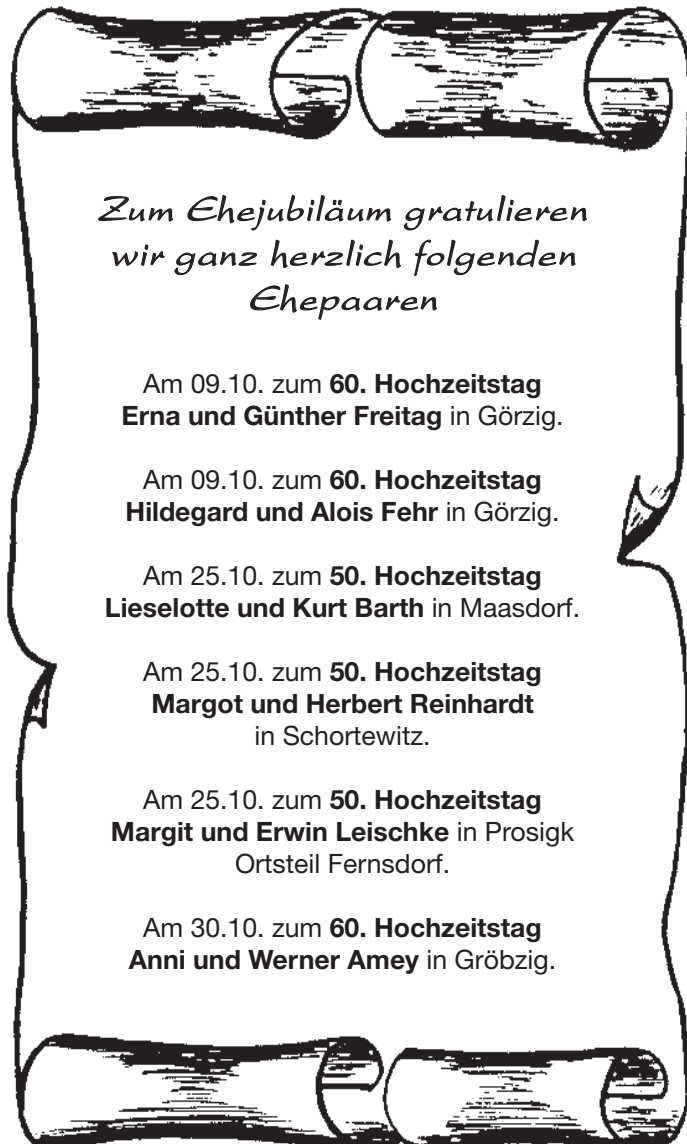 Zum Ehejubiläum gratulieren
wir ganz herzlich folgenden
Ehepaaren
Am 09.10. zum 60. Hochzeitstag
Erna und Günther Freitag in Görzig.
Am 09.10. zum 60. Hochzeitstag
Hildegard und Alois Fehr in Görzig.
Am 25.10. zum 50. Hochzeitstag
Lieselotte und Kurt Barth in Maasdorf.
Am 25.10. zum 50. Hochzeitstag
Margot und Herbert Reinhardt
in Schortewitz.
Am 25.10. zum 50. Hochzeitstag
Margit und Erwin Leischke in Prosigk
Ortsteil Fernsdorf.
Am 30.10. zum 60. Hochzeitstag
Anni und Werner Amey in Gröbzig.